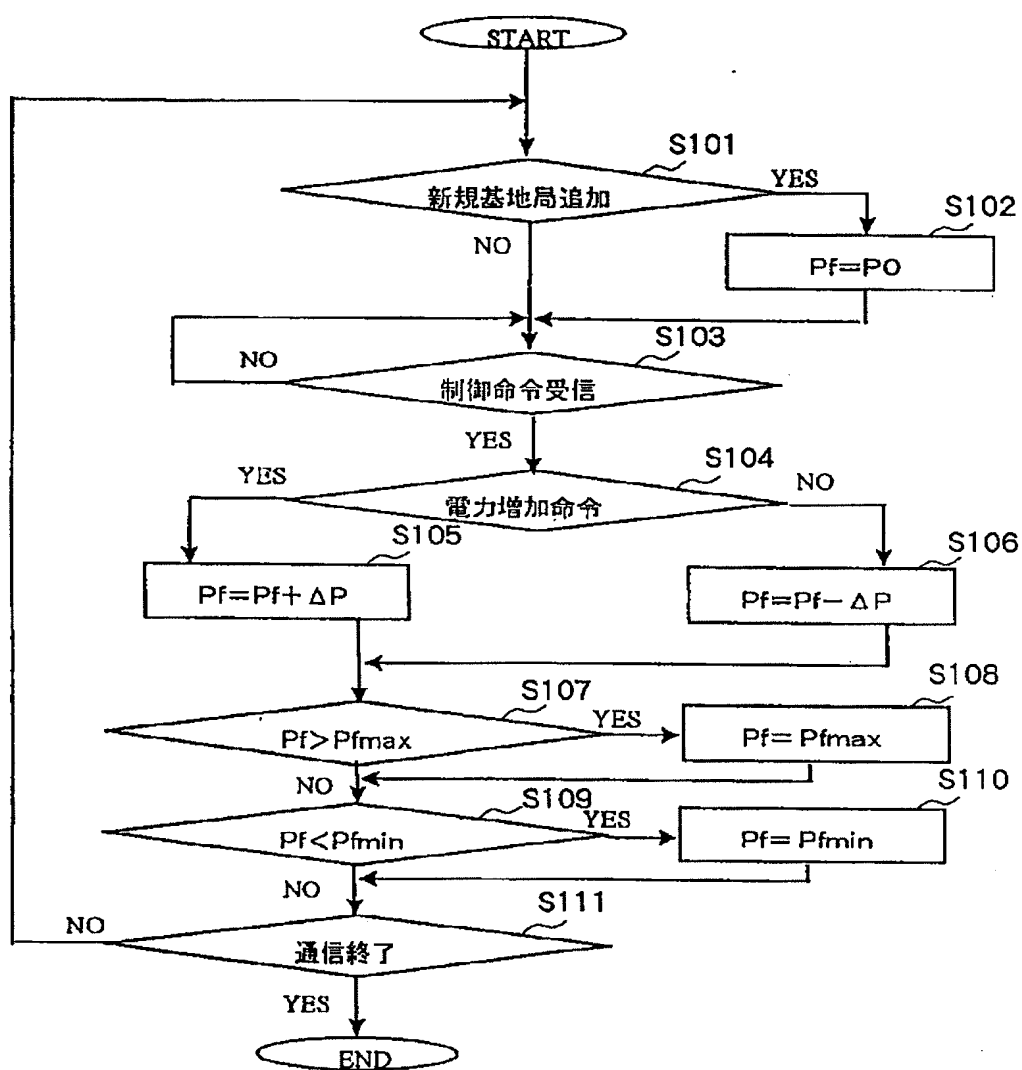 START
S101
新規基地局追加
YES
S102
Pf=P0
NO
S103
NO
制御命令受信
YES
S104
YES
電力増加命令
NO
S105
Pf=Pf+ΔP
S106
Pf=Pf-ΔP
S107
Pf>Pfmax
YES
S108
Pf=Pfmax
NO
S109
Pf<Pfmin
YES
S110
Pf=Pfmin
NO
S111
NO
通信終了
YES
END